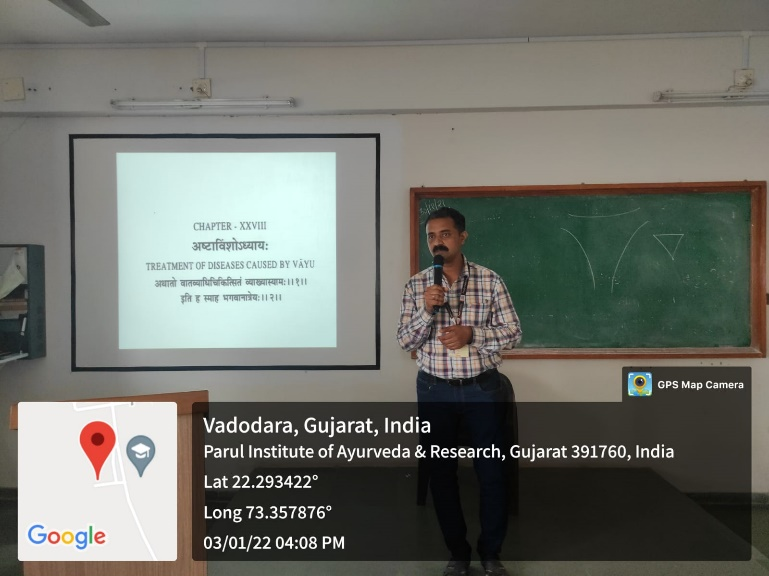 CHAPTER - XXVIII
अष्टाविंशोऽध्यायः
TREATMENT OF DISEASES CAUSED BY VĀYU
अथातो वातव्याधिचिकित्सितं व्याख्यास्यामः।।१।।
इति ह स्माह भगवानात्रेयः।।२।।
GPS Map Camera
Vadodara, Gujarat, India
Parul Institute of Ayurveda & Research, Gujarat 391760, India
Lat 22.293422°
Long 73.357876°
03/01/22 04:08 PM
Google